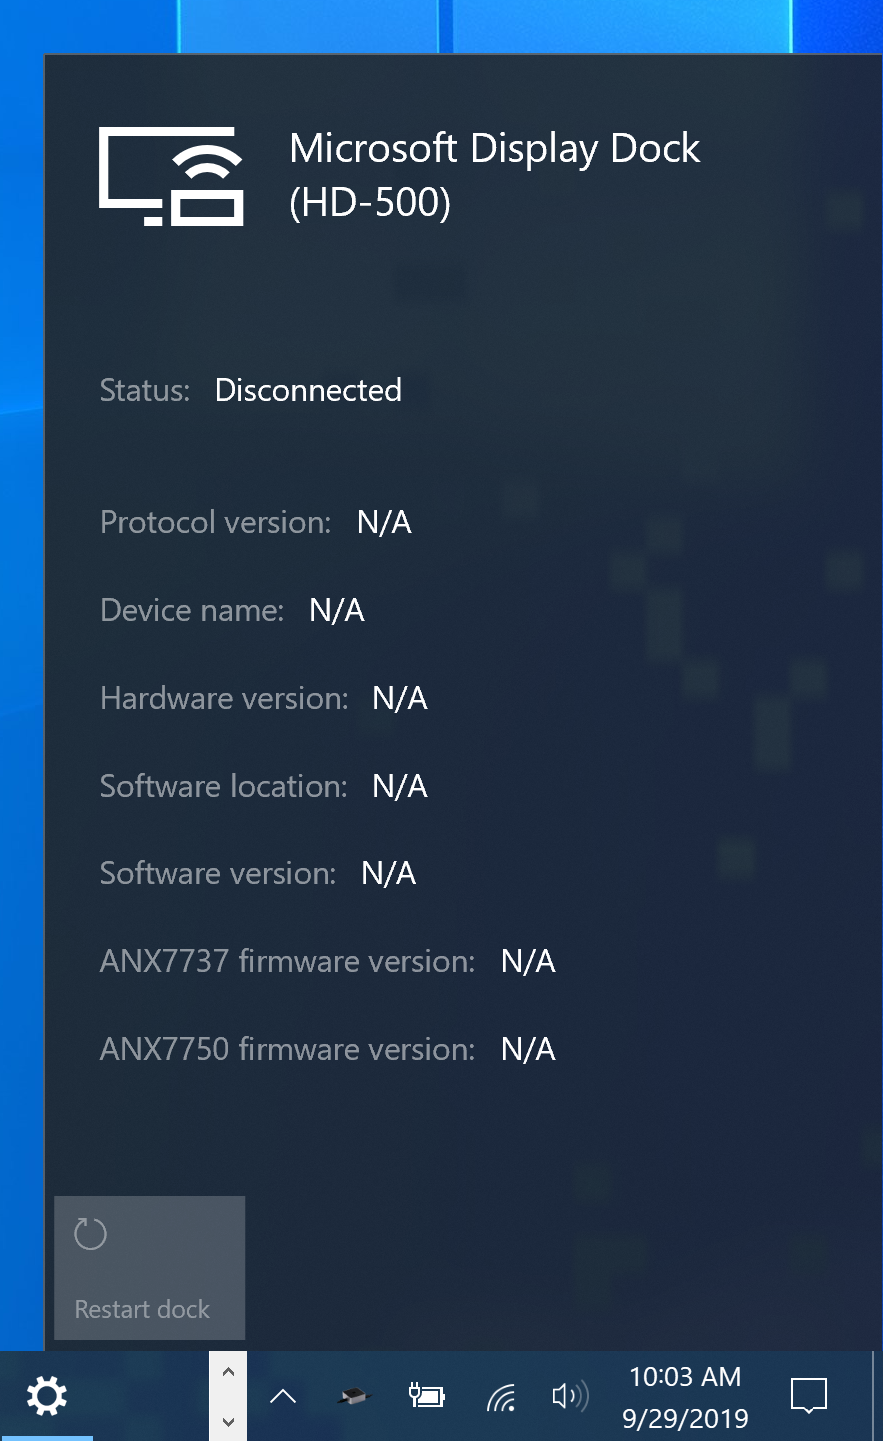 Microsoft Display Dock
(HD-500)
Status: Disconnected
Protocol version: N/A
Device name: N/A
Hardware version: N/A
Software location: N/A
Software version: N/A
ANX7737 firmware version: N/A
ANX7750 firmware version: N/A
Restart dock
10:03 AM
9/29/2019